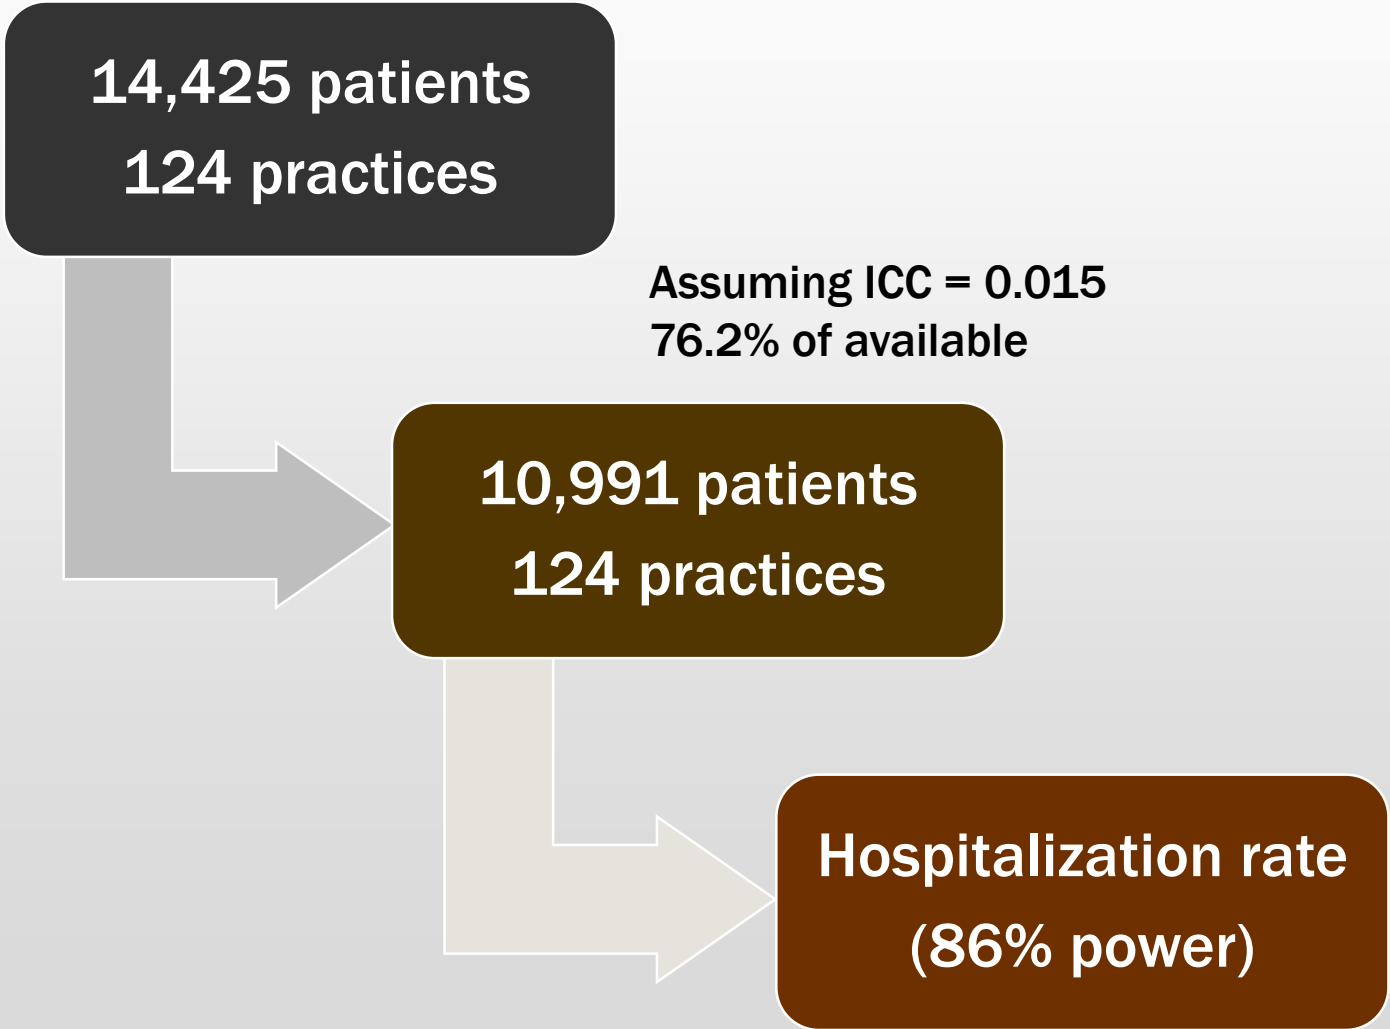 14,425 patients
124 practices
Assuming ICC = 0.015
76.2% of available
10,991 patients
124 practices
Hospitalization rate
(86% power)